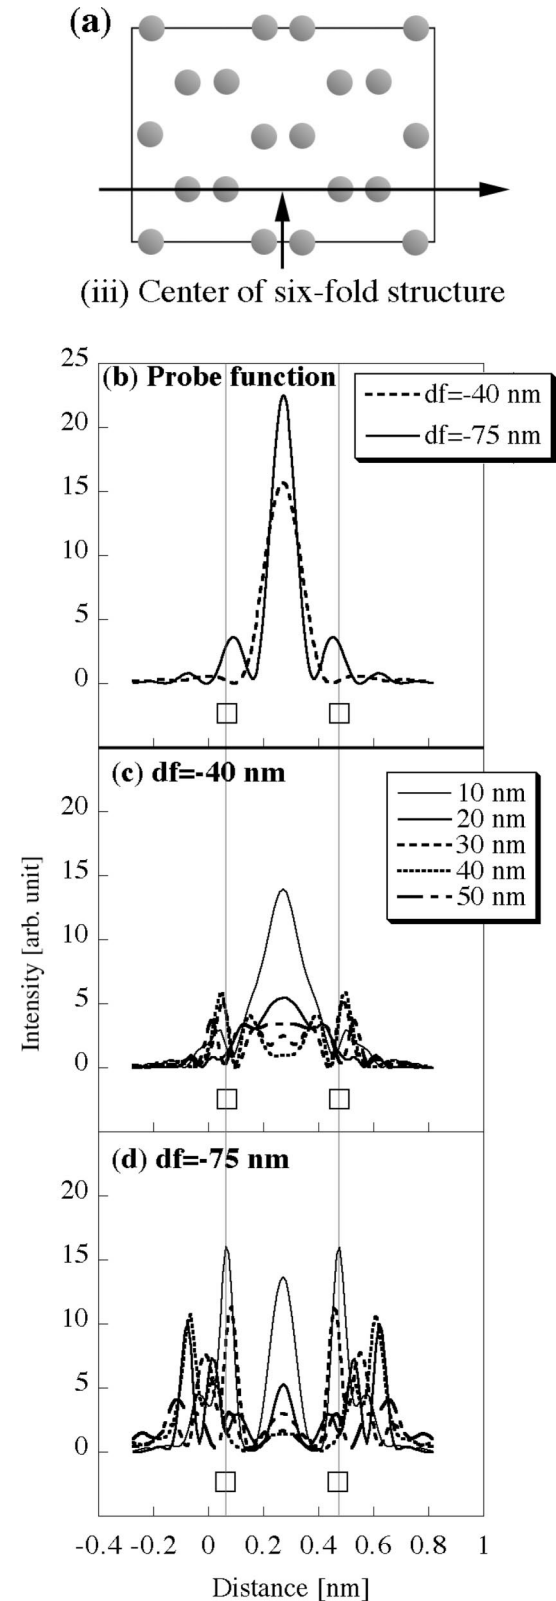 (a)
(iii) Center of six-fold structure
25
(b) Probe function
df=-40 nm
df=-75 nm
20
15
10
5
0
(c) df=-40 nm
10 nm
20 nm
30 nm
40 nm
50 nm
20
15
10
5
0
Intensity [arb. unit]
(d) df=-75 nm
20
15
10
5
0
-0.4 -0.2 0 0.2 0.4 0.6 0.8 1
Distance [nm]